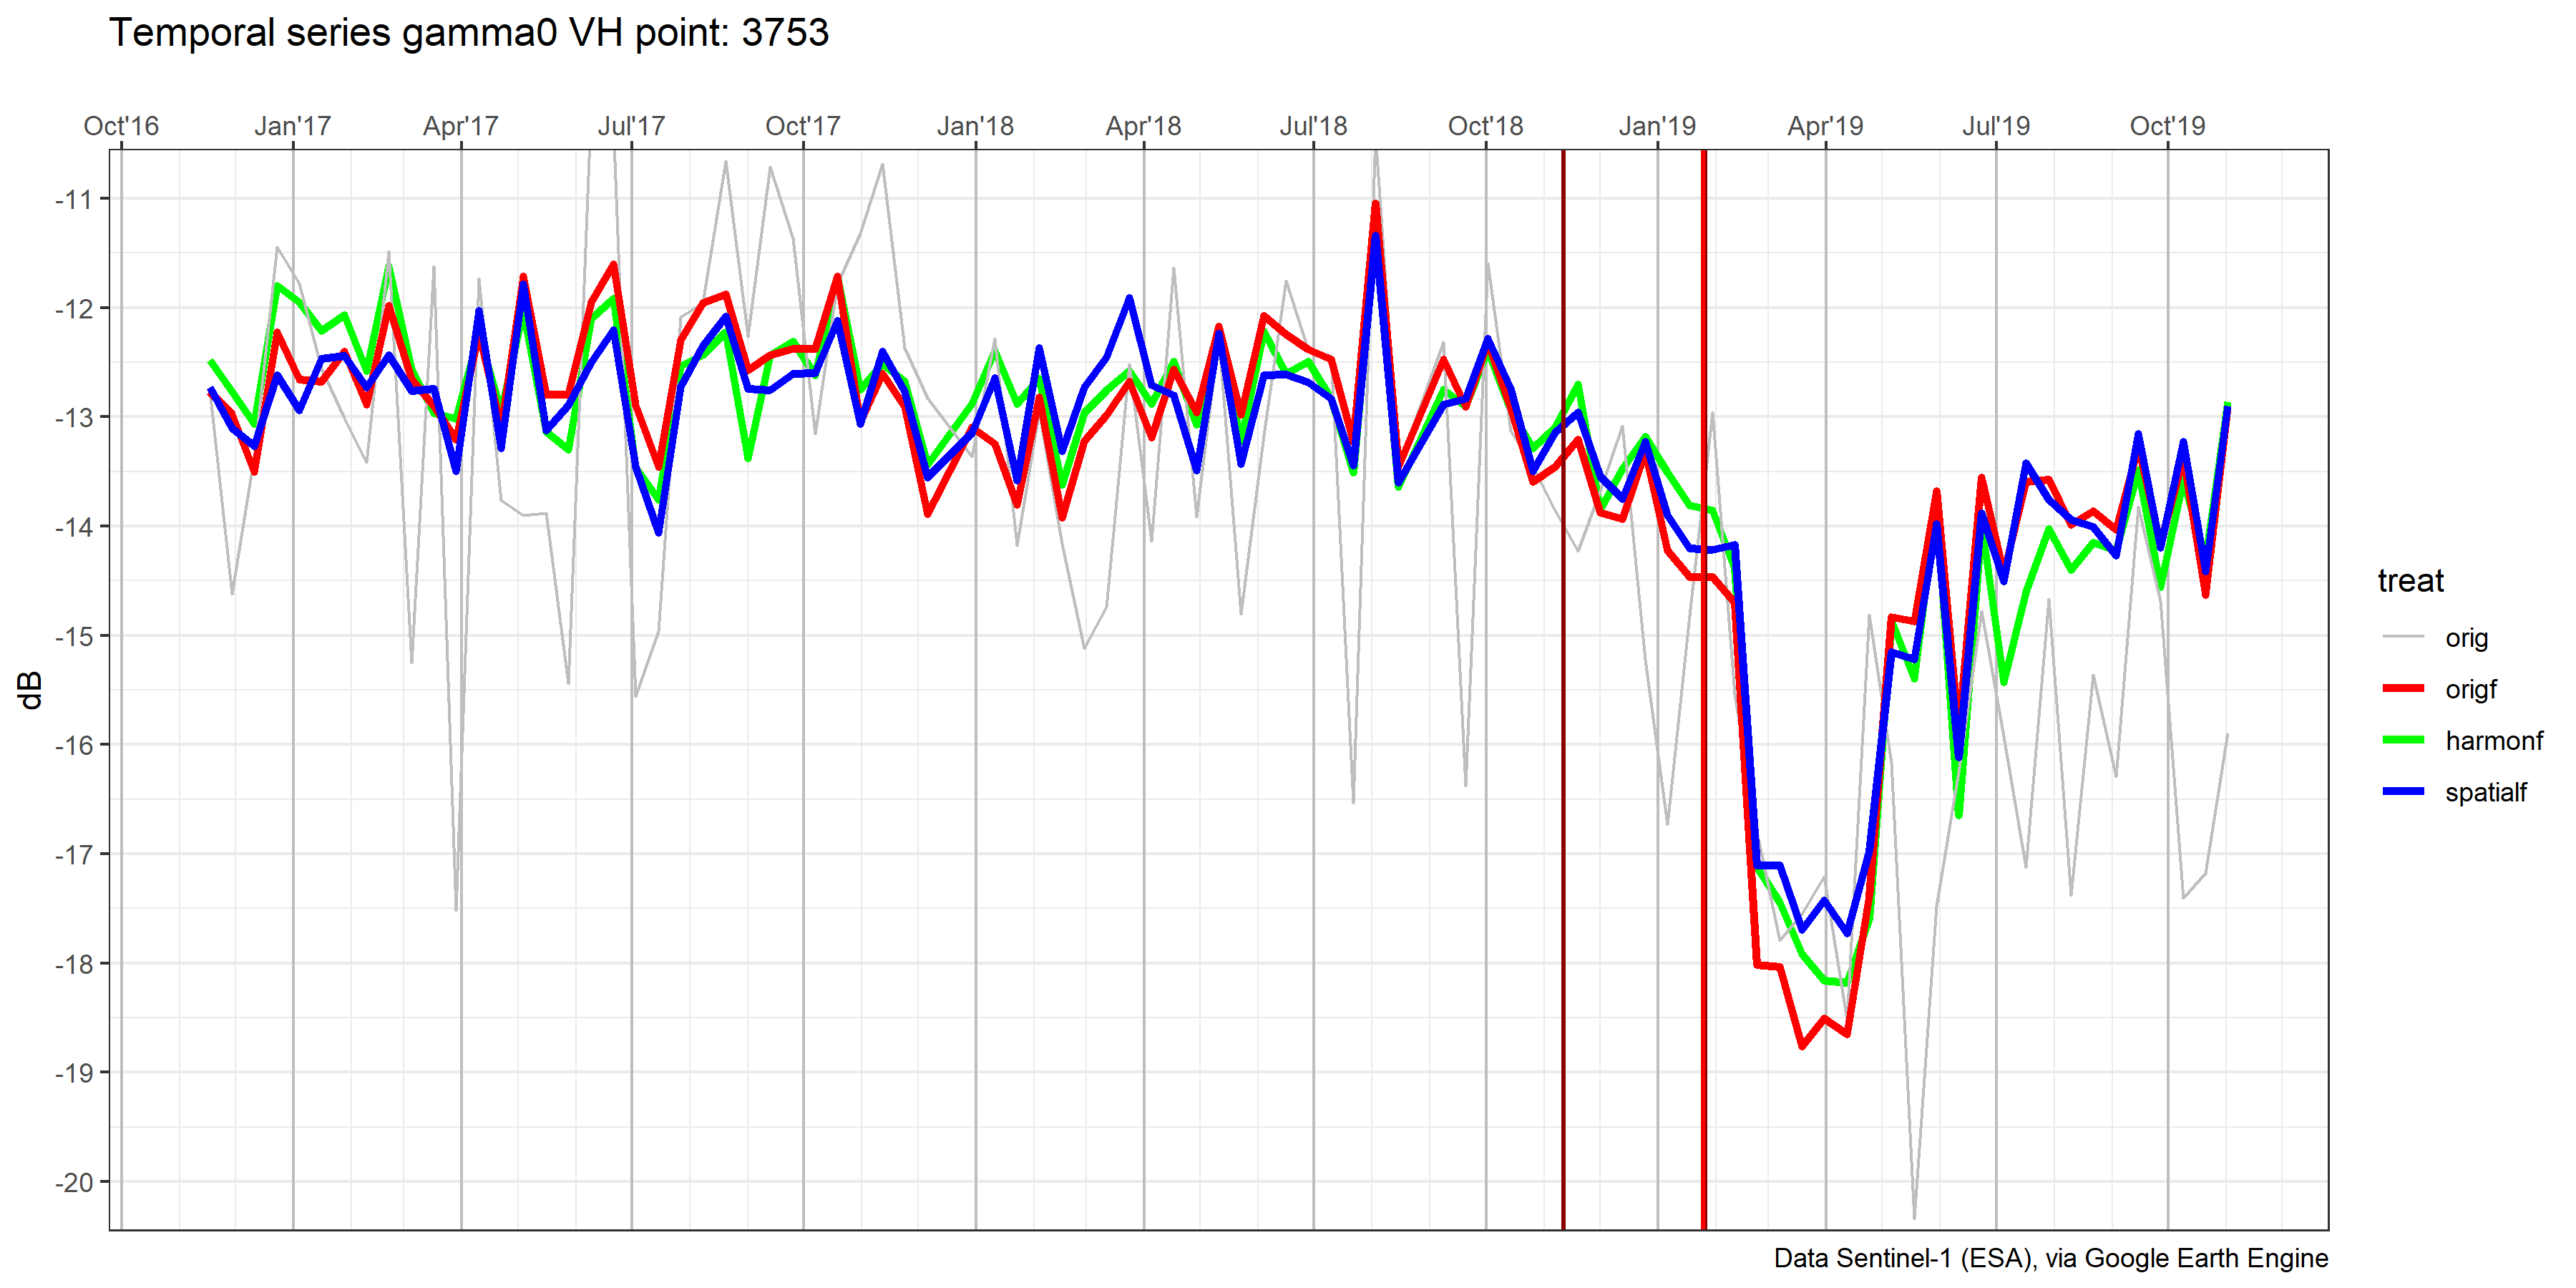 Temporal series gamma0 VH point: 3753
Oct'16 Jan'17 Apr'17 Jul'17 Oct'17 Jan'18 Apr'18 Jul'18 Oct'18 Jan'19 Apr'19 Jul'19 Oct'19
-11
-12
-13
-14
-15
-16
-17
-18
-19
-20
dB
treat
orig
origf
harmonf
spatialf
Data Sentinel-1 (ESA), via Google Earth Engine